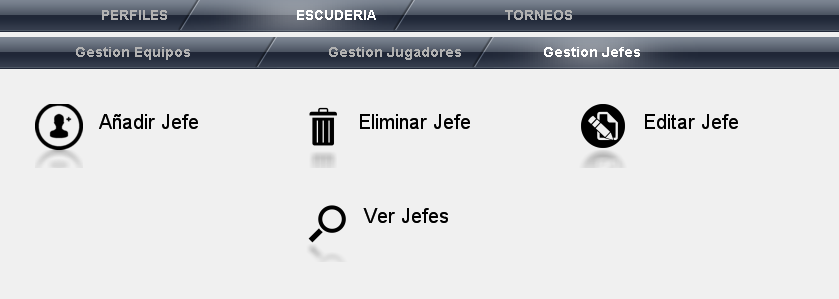 PERFILES ESCUDERIA TORNEOS
Gestion Equipos Gestion Jugadores Gestion Jefes
Añadir Jefe Eliminar Jefe Editar Jefe
Ver Jefes